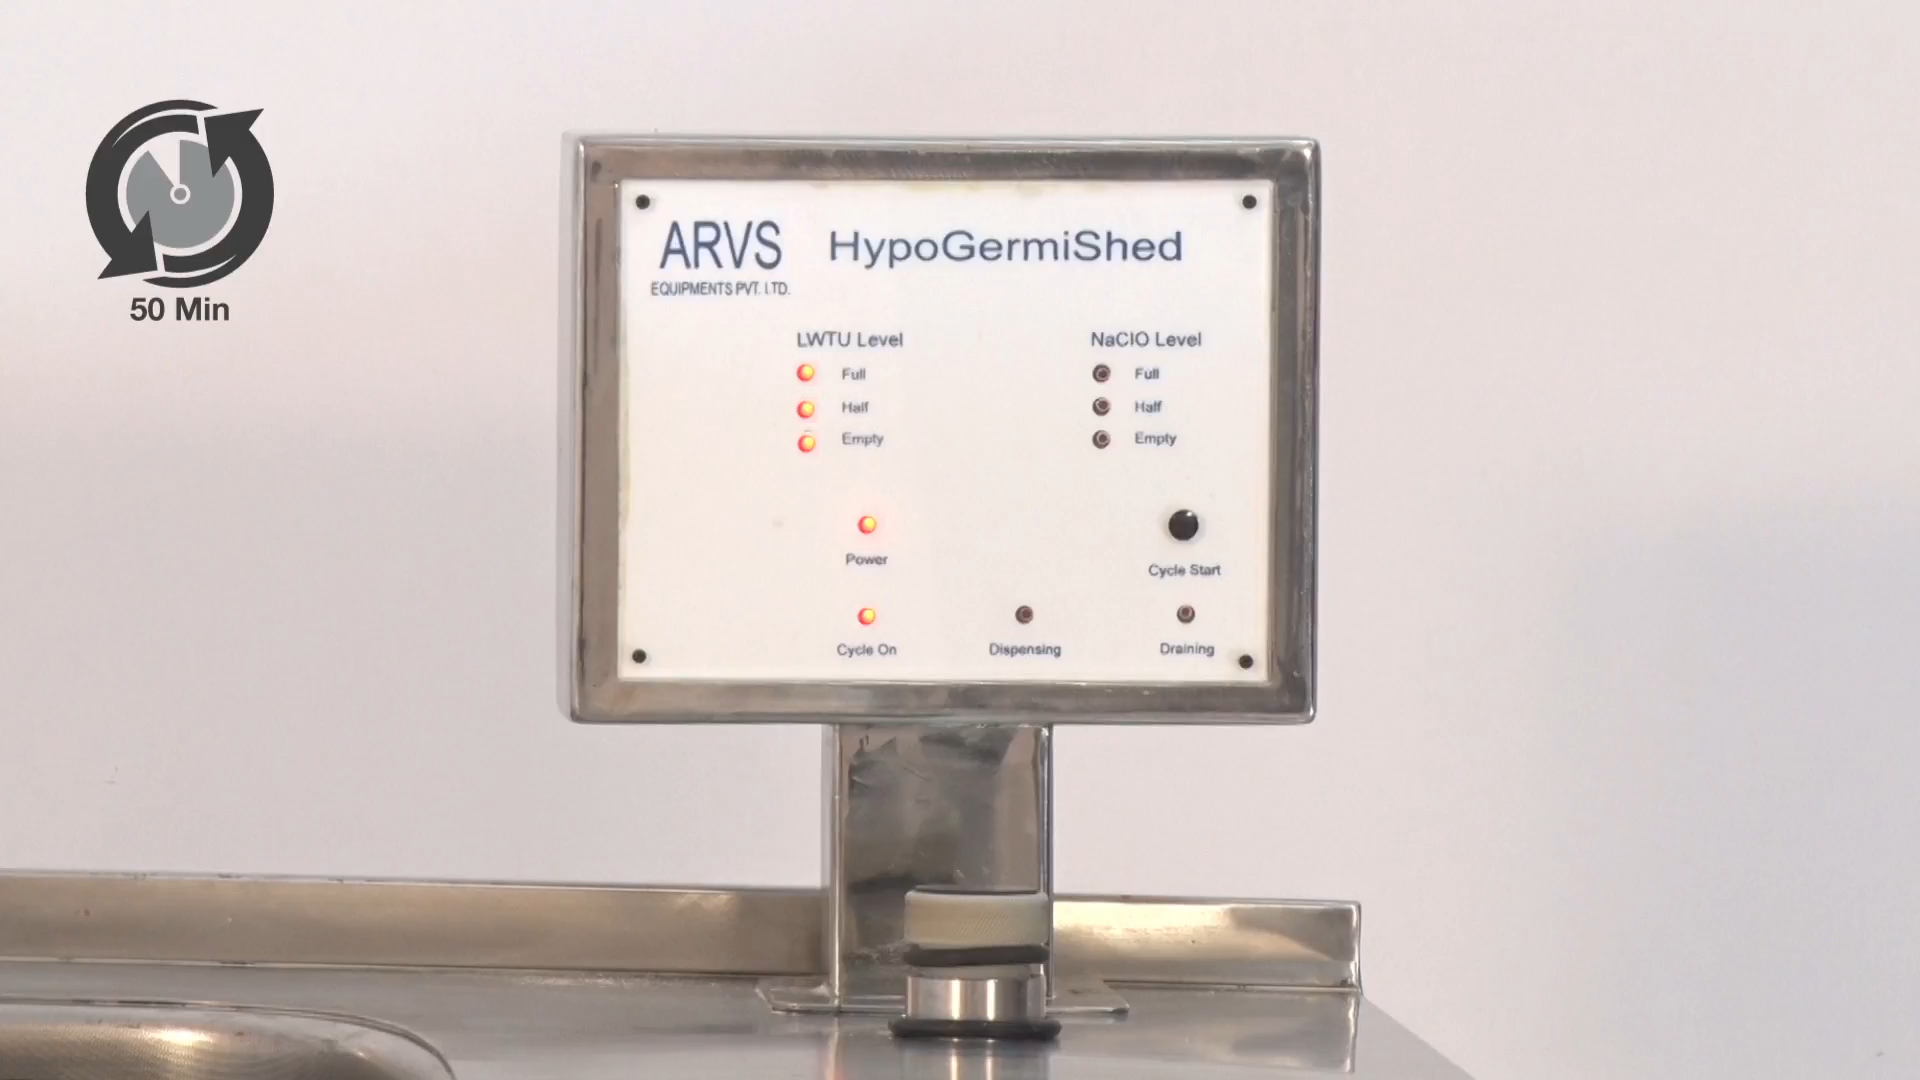 50 Min
ARVS
EQUIPMENTS PVT. LTD.
HypoGermiShed
LWTU Level
Full
Half
Empty
NaClO Level
Full
Half
Empty
Power
Cycle Start
Cycle On
Dispensing
Draining